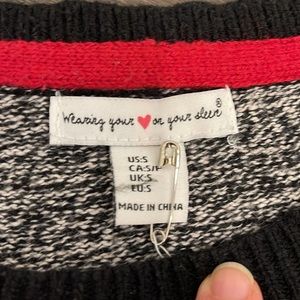 Wearing your ❤ on your sleeve®
US:S
CA:S/P
UK:S
EU:S
MADE IN CHINA